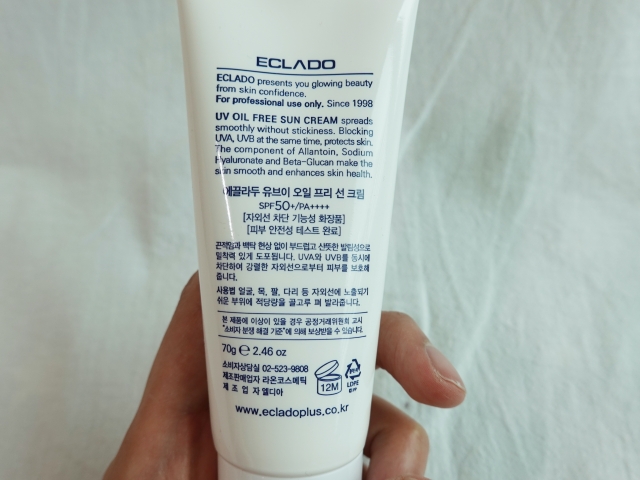 ECLADO
ECLADO presents you glowing beauty
from skin confidence.
For professional use only. Since 1998
UV OIL FREE SUN CREAM spreads
smoothly without stickiness. Blocking
UVA, UVB at the same time, protects skin.
The component of Allantoin, Sodium
Hyaluronate and Beta-Glucan make the
skin smooth and enhances skin health.
에끌라두 유브이 오일 프리 선 크림
SPF50+/PA++++
[자외선 차단 기능성 화장품]
[피부 안전성 테스트 완료]
끈적임과 백탁 현상 없이 부드럽고 산뜻한 발림성으로
밀착력 있게 도포됩니다. UVA와 UVB를 동시에
차단하여 강렬한 자외선으로부터 피부를 보호해
줍니다.
사용법 얼굴, 목, 팔, 다리 등 자외선에 노출되기
쉬운 부위에 적당량을 골고루 펴 발라줍니다.
본 제품에 이상이 있을 경우 공정거래위원회 고시
"소비자 분쟁 해결 기준"에 의해 보상받을 수 있습니다.
70g ℮ 2.46 oz
소비자상담실 02-523-9808
제조판매업자 라온코스메틱
제 조 업 자 엘디아
12M
LDPE
www.ecladoplus.co.kr